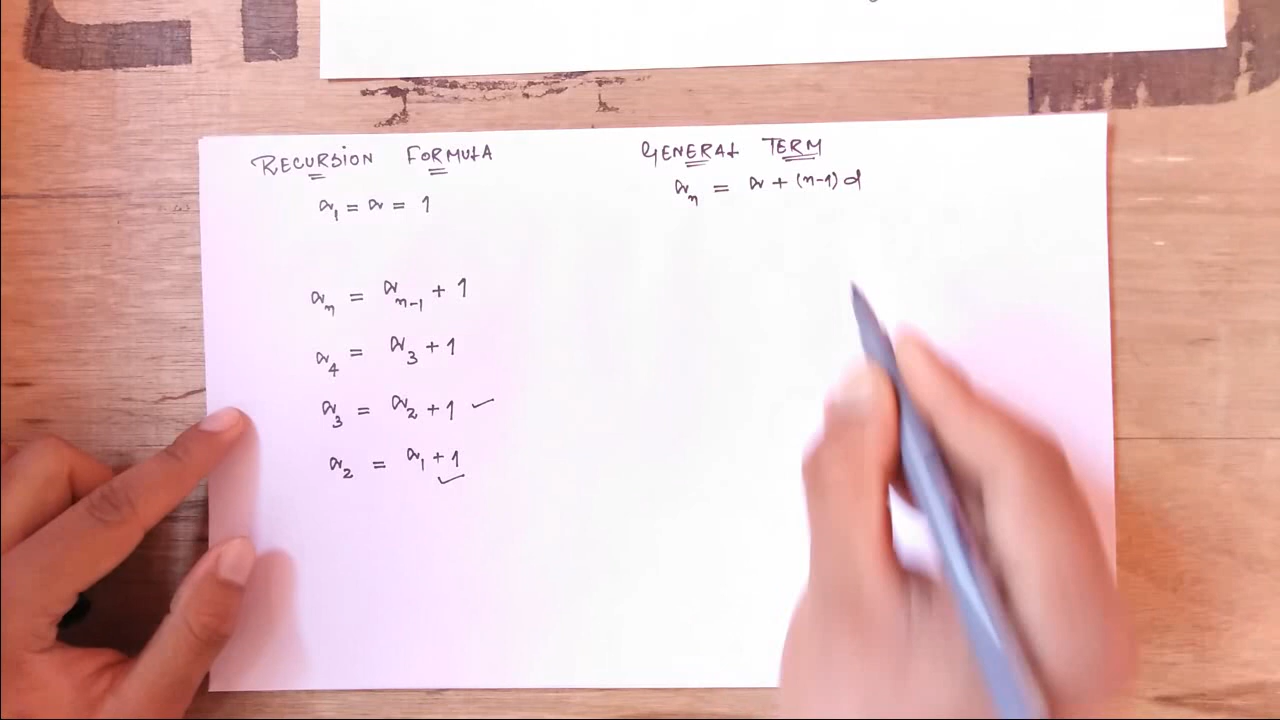 RECURSION FORMULA
a₁ = a = 1
aₙ = aₙ₋₁ + 1
a₄ = a₃ + 1
a₃ = a₂ + 1 ✓
a₂ = a₁ + 1 ✓
GENERAL TERM
aₙ = a + (n-1) d